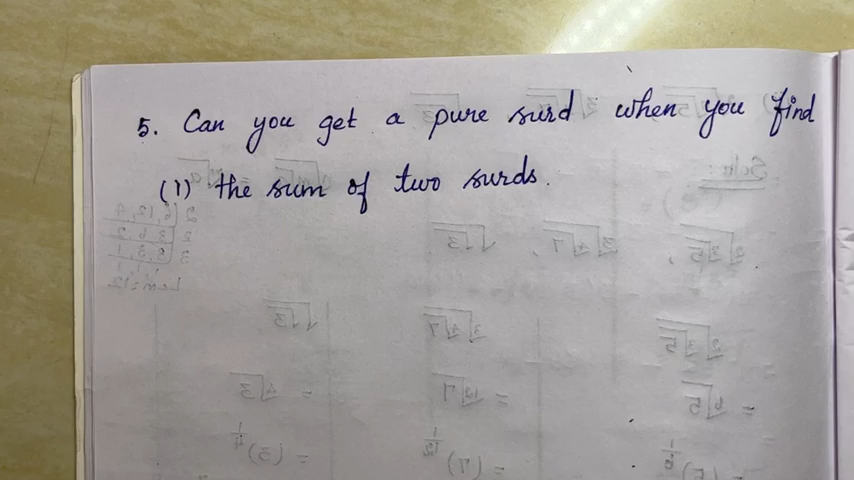 5. Can you get a pure surd when you find
(1) the sum of two surds.